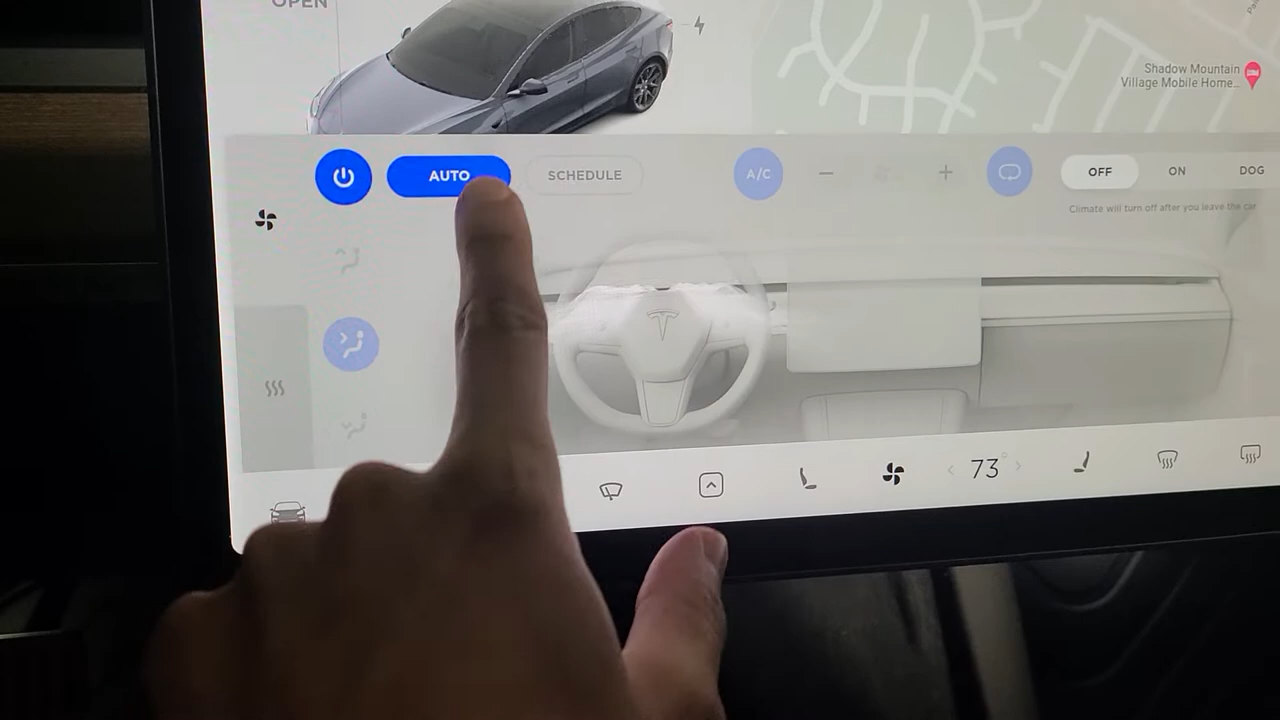 OPEN
Shadow Mountain
Village Mobile Home..
AUTO
SCHEDULE
A/C
OFF
ON
DOG
Climate will turn off after you leave the car
73